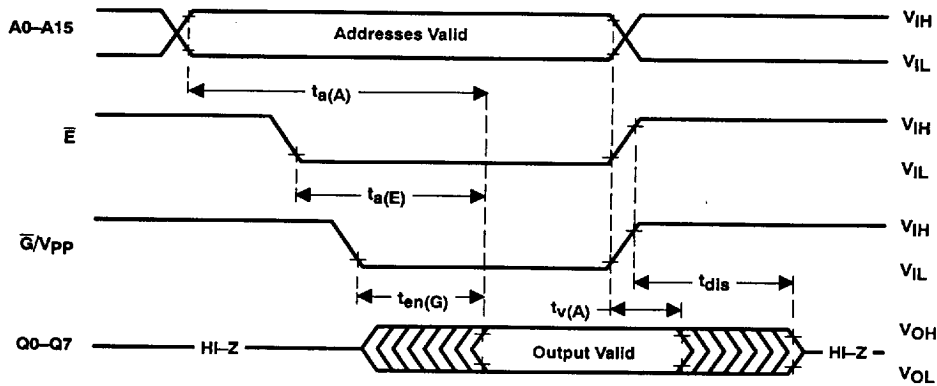 A0–A15
Addresses Valid
VIH
VIL
ta(A)
E̅
VIH
VIL
ta(E)
G̅/VPP
VIH
VIL
ten(G)
tv(A)
tdis
Q0–Q7
HI–Z
Output Valid
HI–Z
VOH
VOL